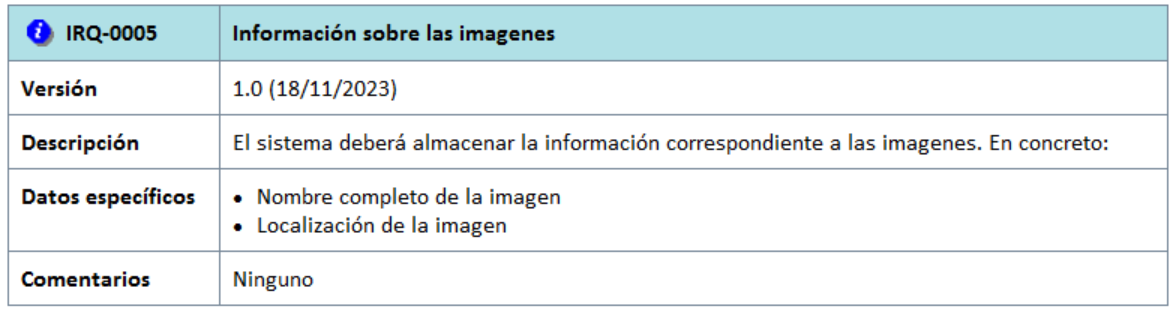 IRQ-0005 Información sobre las imagenes
Versión 1.0 (18/11/2023)
Descripción El sistema deberá almacenar la información correspondiente a las imagenes. En concreto:
Datos específicos • Nombre completo de la imagen
• Localización de la imagen
Comentarios Ninguno